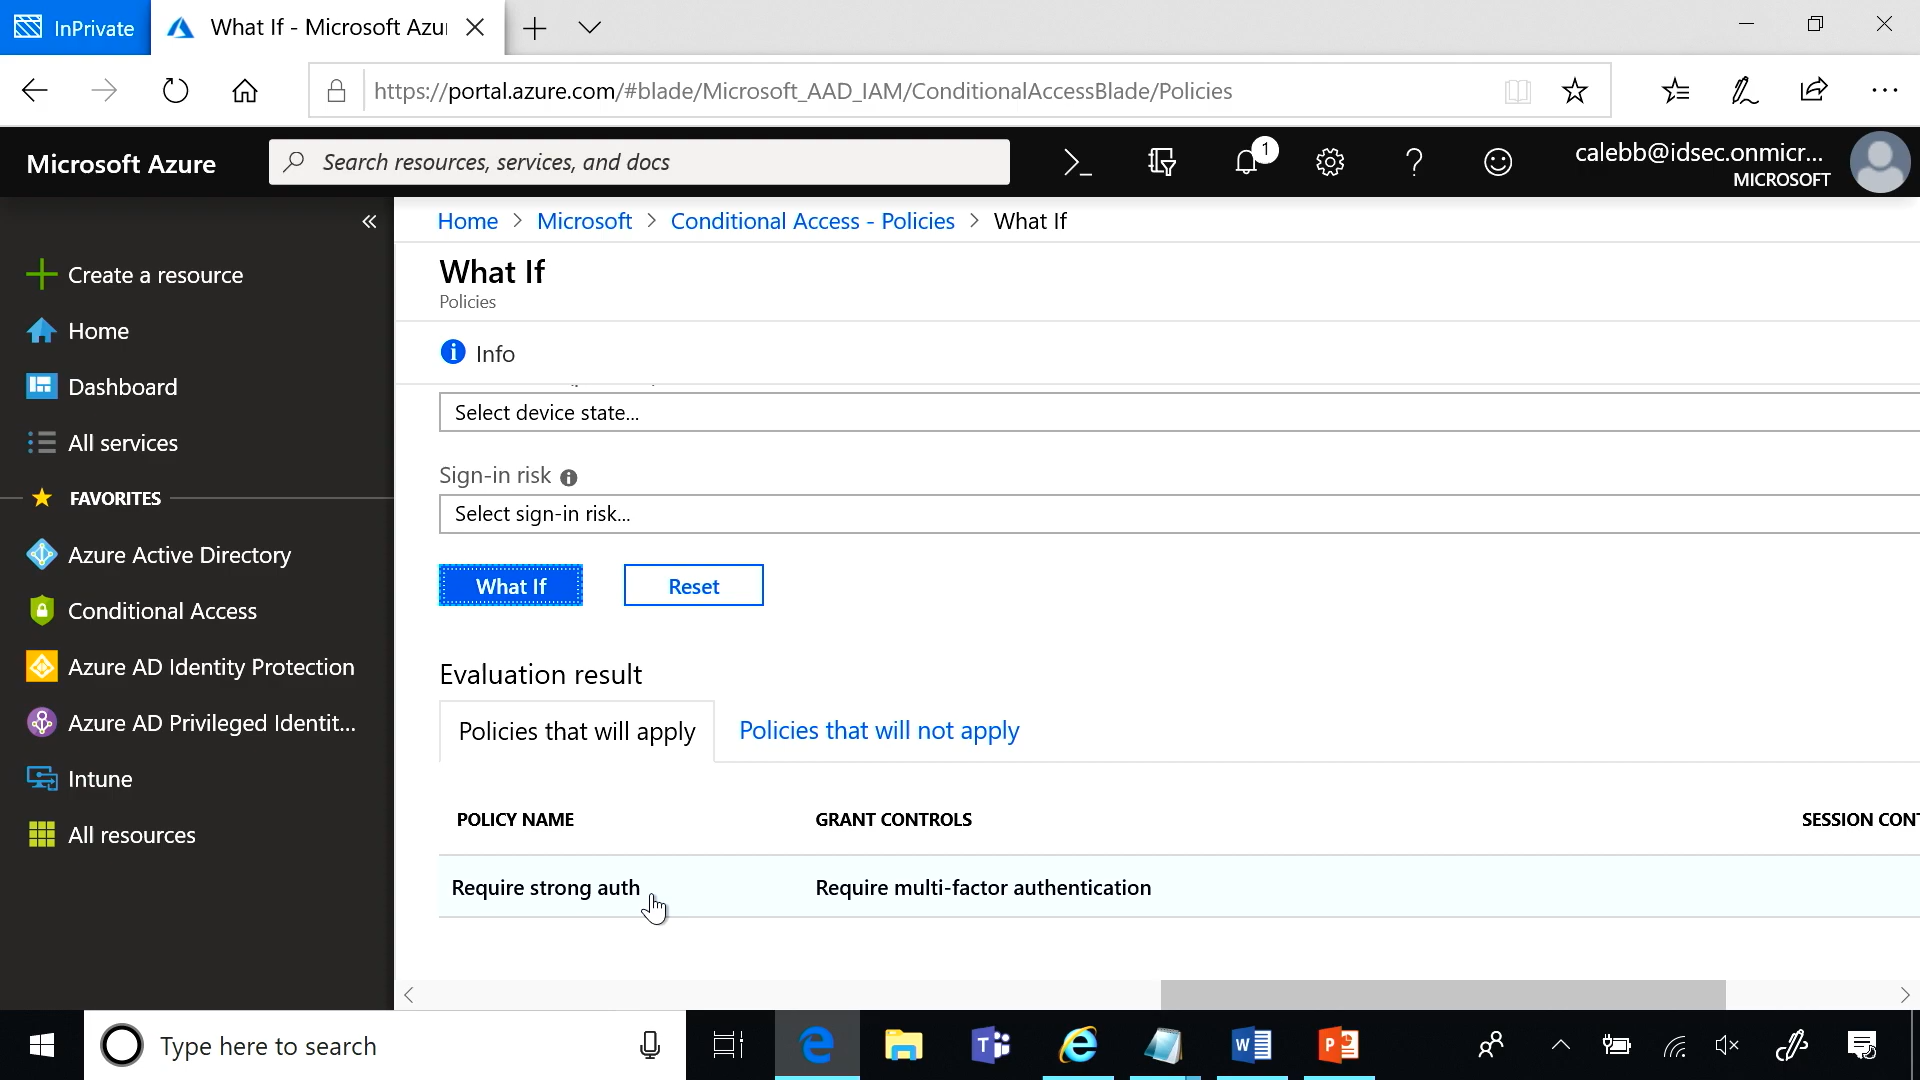 InPrivate
What If - Microsoft Azu
https://portal.azure.com/#blade/Microsoft_AAD_IAM/ConditionalAccessBlade/Policies
Microsoft Azure
Search resources, services, and docs
1
calebb@idsec.onmicr...
MICROSOFT
Home > Microsoft > Conditional Access - Policies > What If
Create a resource
Home
Dashboard
All services
FAVORITES
Azure Active Directory
Conditional Access
Azure AD Identity Protection
Azure AD Privileged Identit...
Intune
All resources
What If
Policies
Info
Select device state...
Sign-in risk
Select sign-in risk...
What If
Reset
Evaluation result
Policies that will apply
Policies that will not apply
POLICY NAME
GRANT CONTROLS
SESSION CONT
Require strong auth
Require multi-factor authentication
Type here to search